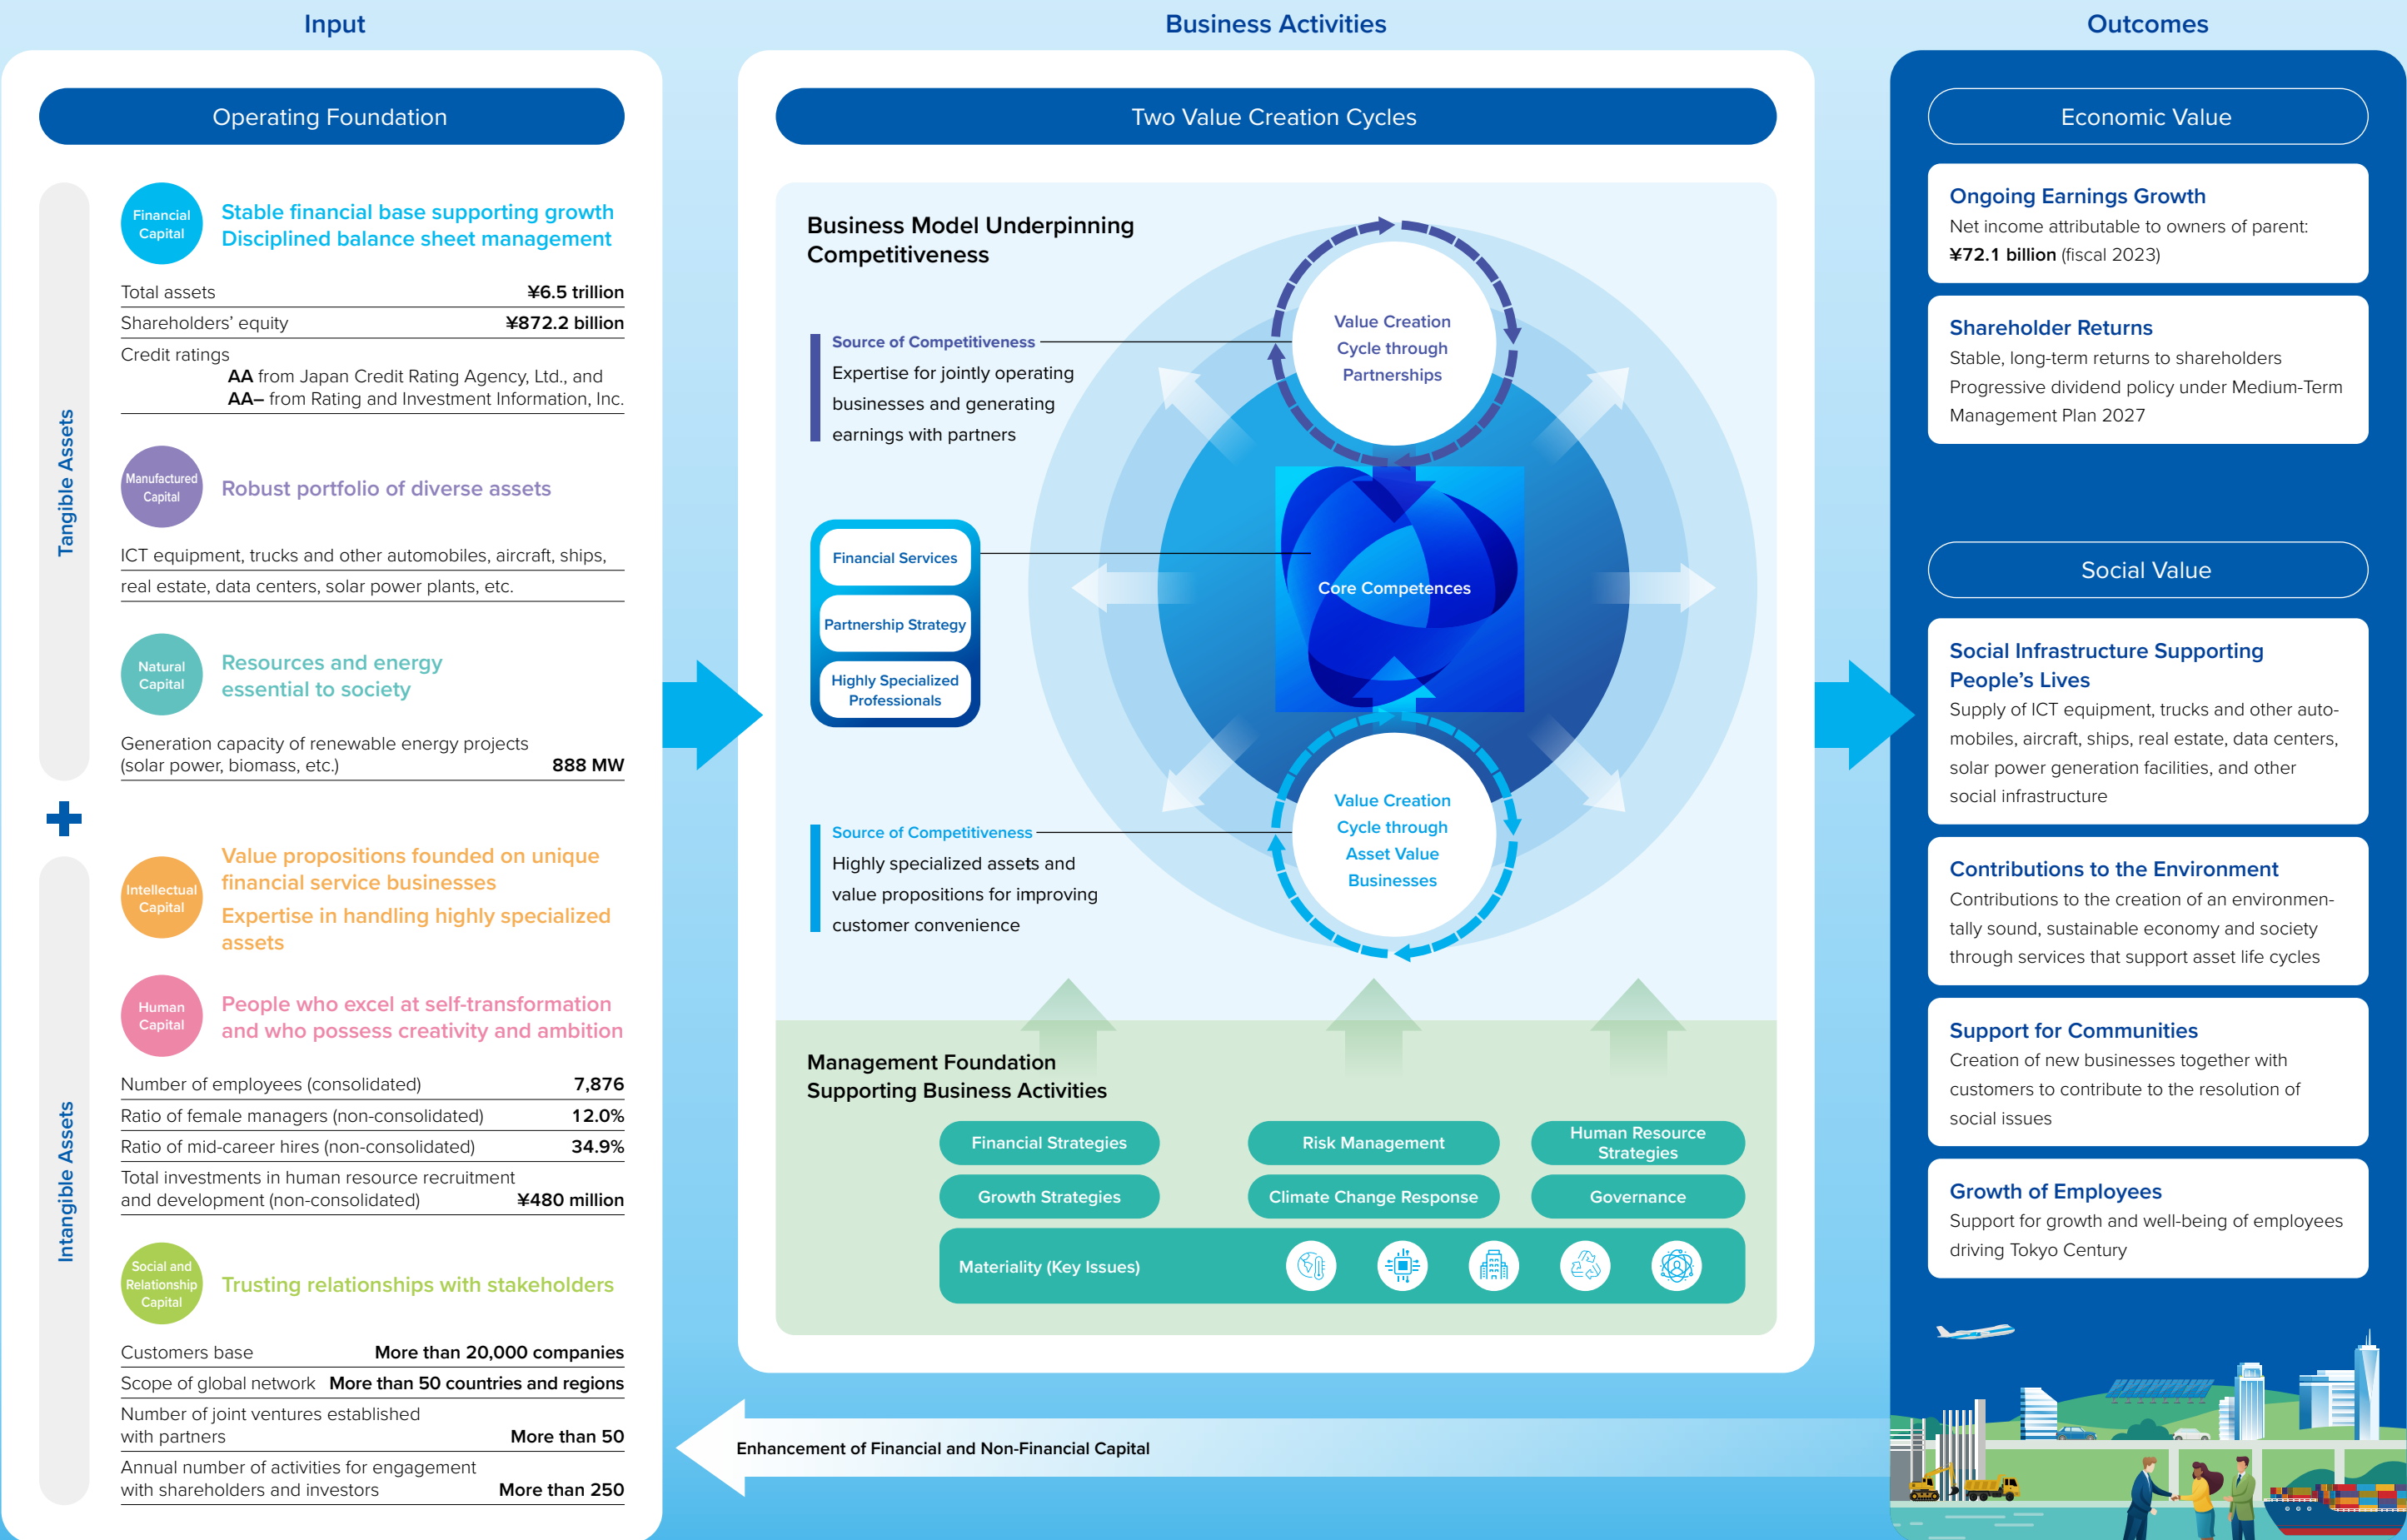 Input
Operating Foundation
Tangible Assets
Financial
Capital
Stable financial base supporting growth
Disciplined balance sheet management
Total assets ¥6.5 trillion
Shareholders' equity ¥872.2 billion
Credit ratings
AA from Japan Credit Rating Agency, Ltd., and
AA– from Rating and Investment Information, Inc.
Manufactured
Capital
Robust portfolio of diverse assets
ICT equipment, trucks and other automobiles, aircraft, ships,
real estate, data centers, solar power plants, etc.
Natural
Capital
Resources and energy
essential to society
Generation capacity of renewable energy projects
(solar power, biomass, etc.) 888 MW
+
Intangible Assets
Intellectual
Capital
Value propositions founded on unique
financial service businesses
Expertise in handling highly specialized
assets
Human
Capital
People who excel at self-transformation
and who possess creativity and ambition
Number of employees (consolidated) 7,876
Ratio of female managers (non-consolidated) 12.0%
Ratio of mid-career hires (non-consolidated) 34.9%
Total investments in human resource recruitment
and development (non-consolidated) ¥480 million
Social and
Relationship
Capital
Trusting relationships with stakeholders
Customers base More than 20,000 companies
Scope of global network More than 50 countries and regions
Number of joint ventures established
with partners More than 50
Annual number of activities for engagement
with shareholders and investors More than 250
Business Activities
Two Value Creation Cycles
Business Model Underpinning
Competitiveness
Source of Competitiveness
Expertise for jointly operating
businesses and generating
earnings with partners
Value Creation
Cycle through
Partnerships
Financial Services
Partnership Strategy
Highly Specialized
Professionals
Core Competences
Source of Competitiveness
Highly specialized assets and
value propositions for improving
customer convenience
Value Creation
Cycle through
Asset Value
Businesses
Management Foundation
Supporting Business Activities
Financial Strategies
Risk Management
Human Resource
Strategies
Growth Strategies
Climate Change Response
Governance
Materiality (Key Issues)
Enhancement of Financial and Non-Financial Capital
Outcomes
Economic Value
Ongoing Earnings Growth
Net income attributable to owners of parent:
¥72.1 billion (fiscal 2023)
Shareholder Returns
Stable, long-term returns to shareholders
Progressive dividend policy under Medium-Term
Management Plan 2027
Social Value
Social Infrastructure Supporting
People's Lives
Supply of ICT equipment, trucks and other auto-
mobiles, aircraft, ships, real estate, data centers,
solar power generation facilities, and other
social infrastructure
Contributions to the Environment
Contributions to the creation of an environmen-
tally sound, sustainable economy and society
through services that support asset life cycles
Support for Communities
Creation of new businesses together with
customers to contribute to the resolution of
social issues
Growth of Employees
Support for growth and well-being of employees
driving Tokyo Century